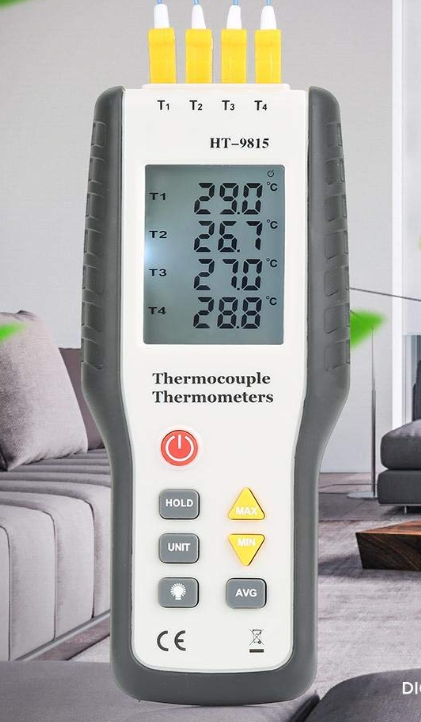 T1 T2 T3 T4
HT-9815
T1 29.0 °C
T2 26.7 °C
T3 27.0 °C
T4 28.8 °C
Thermocouple
Thermometers
HOLD MAX
UNIT MIN
AVG
CE